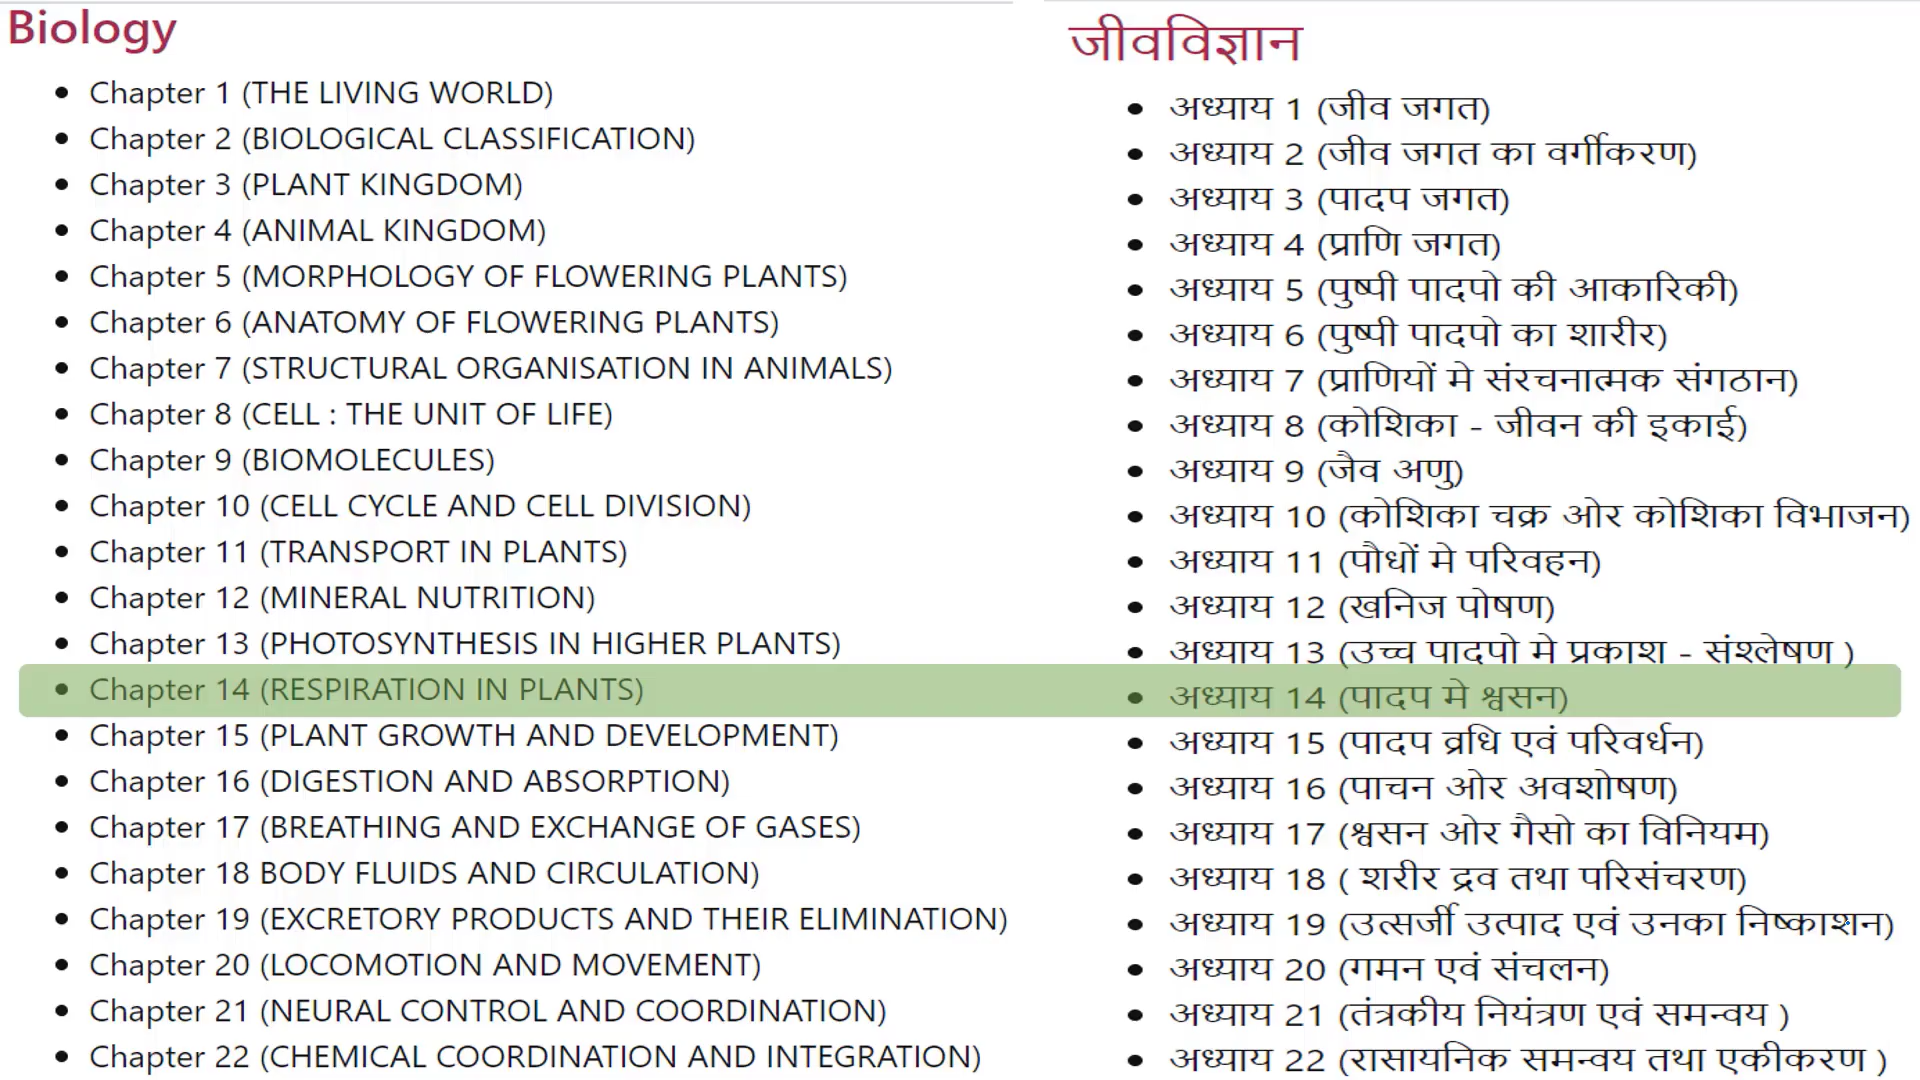 Biology
Chapter 1 (THE LIVING WORLD)
Chapter 2 (BIOLOGICAL CLASSIFICATION)
Chapter 3 (PLANT KINGDOM)
Chapter 4 (ANIMAL KINGDOM)
Chapter 5 (MORPHOLOGY OF FLOWERING PLANTS)
Chapter 6 (ANATOMY OF FLOWERING PLANTS)
Chapter 7 (STRUCTURAL ORGANISATION IN ANIMALS)
Chapter 8 (CELL : THE UNIT OF LIFE)
Chapter 9 (BIOMOLECULES)
Chapter 10 (CELL CYCLE AND CELL DIVISION)
Chapter 11 (TRANSPORT IN PLANTS)
Chapter 12 (MINERAL NUTRITION)
Chapter 13 (PHOTOSYNTHESIS IN HIGHER PLANTS)
Chapter 14 (RESPIRATION IN PLANTS)
Chapter 15 (PLANT GROWTH AND DEVELOPMENT)
Chapter 16 (DIGESTION AND ABSORPTION)
Chapter 17 (BREATHING AND EXCHANGE OF GASES)
Chapter 18 BODY FLUIDS AND CIRCULATION)
Chapter 19 (EXCRETORY PRODUCTS AND THEIR ELIMINATION)
Chapter 20 (LOCOMOTION AND MOVEMENT)
Chapter 21 (NEURAL CONTROL AND COORDINATION)
Chapter 22 (CHEMICAL COORDINATION AND INTEGRATION)
जीवविज्ञान
अध्याय 1 (जीव जगत)
अध्याय 2 (जीव जगत का वर्गीकरण)
अध्याय 3 (पादप जगत)
अध्याय 4 (प्राणि जगत)
अध्याय 5 (पुष्पी पादपो की आकारिकी)
अध्याय 6 (पुष्पी पादपो का शारीर)
अध्याय 7 (प्राणियों मे संरचनात्मक संगठान)
अध्याय 8 (कोशिका - जीवन की इकाई)
अध्याय 9 (जैव अणु)
अध्याय 10 (कोशिका चक्र ओर कोशिका विभाजन)
अध्याय 11 (पौधों मे परिवहन)
अध्याय 12 (खनिज पोषण)
अध्याय 13 (उच्च पादपो मे प्रकाश - संश्लेषण )
अध्याय 14 (पादप मे श्वसन)
अध्याय 15 (पादप व्रधि एवं परिवर्धन)
अध्याय 16 (पाचन ओर अवशोषण)
अध्याय 17 (श्वसन ओर गैसो का विनियम)
अध्याय 18 ( शरीर द्रव तथा परिसंचरण)
अध्याय 19 (उत्सर्जी उत्पाद एवं उनका निष्काशन)
अध्याय 20 (गमन एवं संचलन)
अध्याय 21 (तंत्रकीय नियंत्रण एवं समन्वय )
अध्याय 22 (रासायनिक समन्वय तथा एकीकरण )